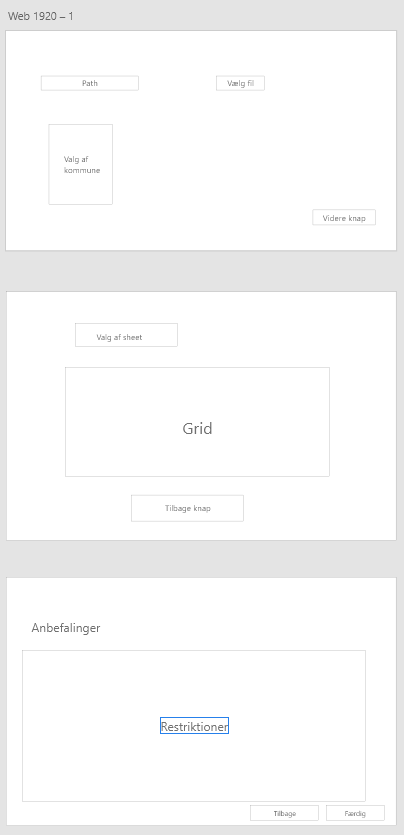 Web 1920 – 1
Path
Vælg fil
Valg af
kommune
Videre knap
Valg af sheet
Grid
Tilbage knap
Anbefalinger
Restriktioner
Tilbage
Færdig